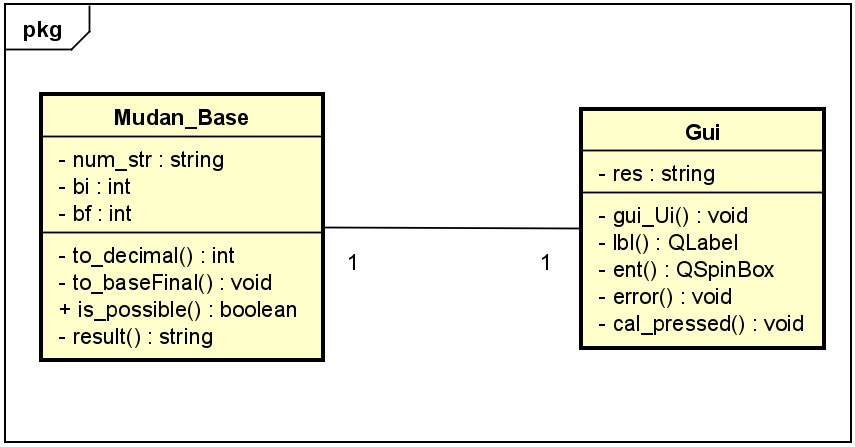 pkg
Mudan_Base
- num_str : string
- bi : int
- bf : int
- to_decimal() : int
- to_baseFinal() : void
+ is_possible() : boolean
- result() : string
1
1
Gui
- res : string
- gui_Ui() : void
- lbl() : QLabel
- ent() : QSpinBox
- error() : void
- cal_pressed() : void